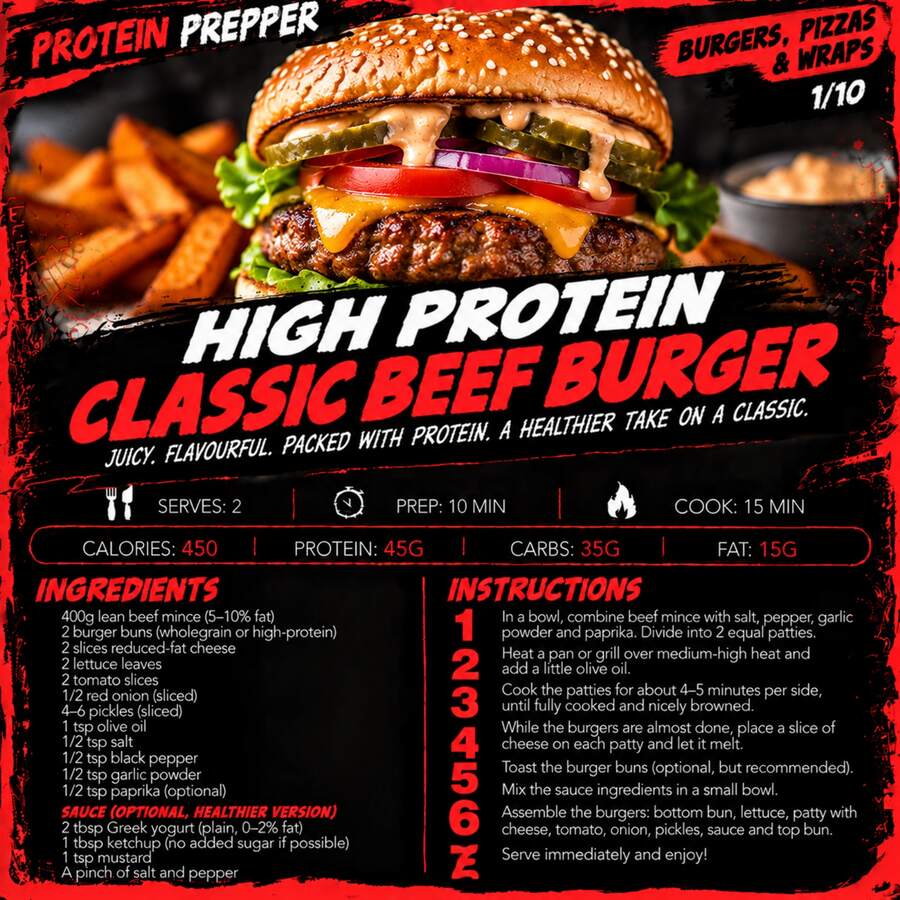 PROTEIN PREPPER
BURGERS, PIZZAS
& WRAPS
1/10
HIGH PROTEIN
CLASSIC BEEF BURGER
JUICY. FLAVOURFUL. PACKED WITH PROTEIN. A HEALTHIER TAKE ON A CLASSIC.
SERVES: 2
PREP: 10 MIN
COOK: 15 MIN
CALORIES: 450
PROTEIN: 45G
CARBS: 35G
FAT: 15G
INGREDIENTS
400g lean beef mince (5–10% fat)
2 burger buns (wholegrain or high-protein)
2 slices reduced-fat cheese
2 lettuce leaves
2 tomato slices
1/2 red onion (sliced)
4–6 pickles (sliced)
1 tsp olive oil
1/2 tsp salt
1/2 tsp black pepper
1/2 tsp garlic powder
1/2 tsp paprika (optional)
SAUCE (OPTIONAL, HEALTHIER VERSION)
2 tbsp Greek yogurt (plain, 0–2% fat)
1 tbsp ketchup (no added sugar if possible)
1 tsp mustard
A pinch of salt and pepper
INSTRUCTIONS
1 In a bowl, combine beef mince with salt, pepper, garlic
powder and paprika. Divide into 2 equal patties.
2 Heat a pan or grill over medium-high heat and
add a little olive oil.
3 Cook the patties for about 4–5 minutes per side,
until fully cooked and nicely browned.
4 While the burgers are almost done, place a slice of
cheese on each patty and let it melt.
5 Toast the burger buns (optional, but recommended).
Mix the sauce ingredients in a small bowl.
6 Assemble the burgers: bottom bun, lettuce, patty with
cheese, tomato, onion, pickles, sauce and top bun.
Serve immediately and enjoy!